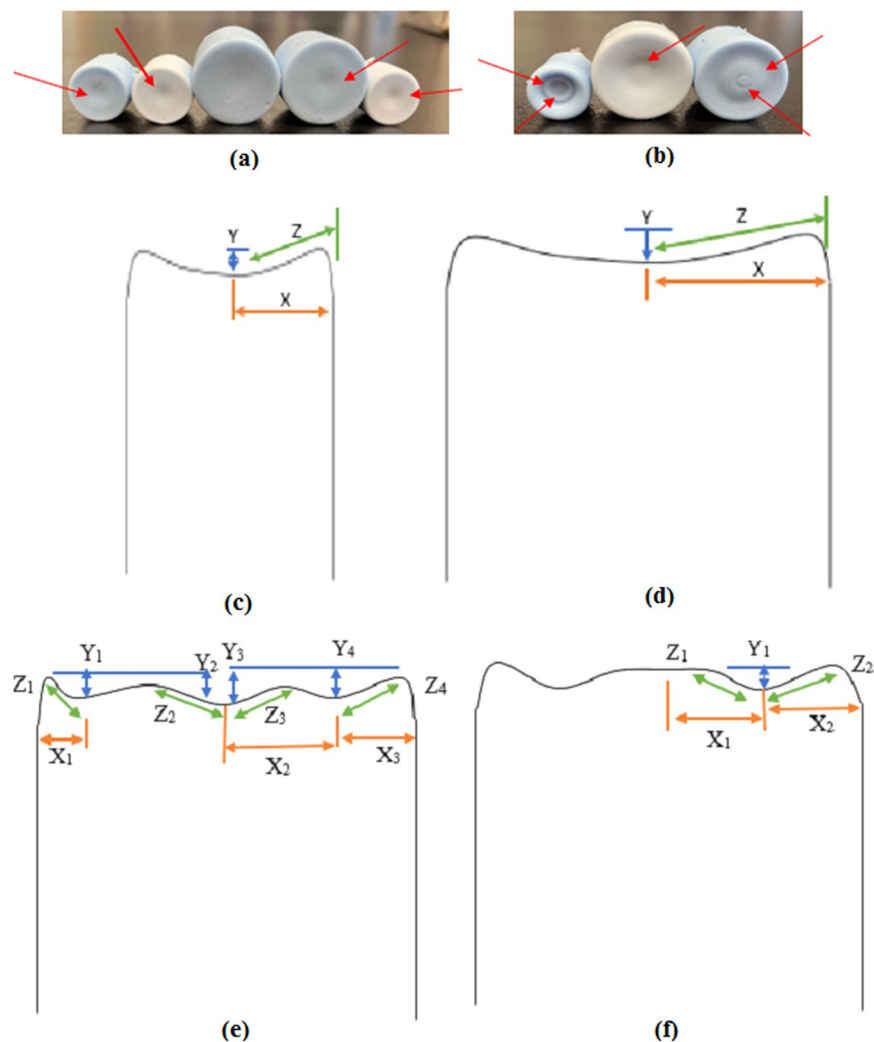 (a)
(b)
Y
Z
X
Y
Z
X
(c)
(d)
Y₁
Y₂
Y₃
Y₄
Z₁
Z₂
Z₃
Z₄
X₁
X₂
X₃
(e)
Z₁
Y₁
Z₂
X₁
X₂
(f)